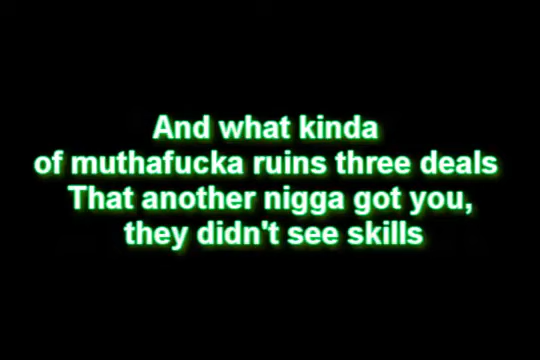 And what kinda
of muthafucka ruins three deals
That another nigga got you,
they didn't see skills